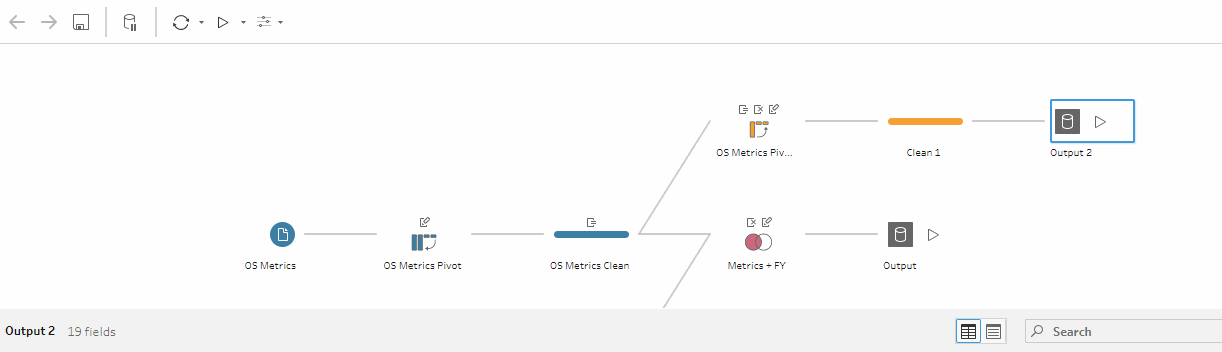 OS Metrics Piv...
Clean 1
Output 2
OS Metrics
OS Metrics Pivot
OS Metrics Clean
Metrics + FY
Output
Output 2 19 fields
Search